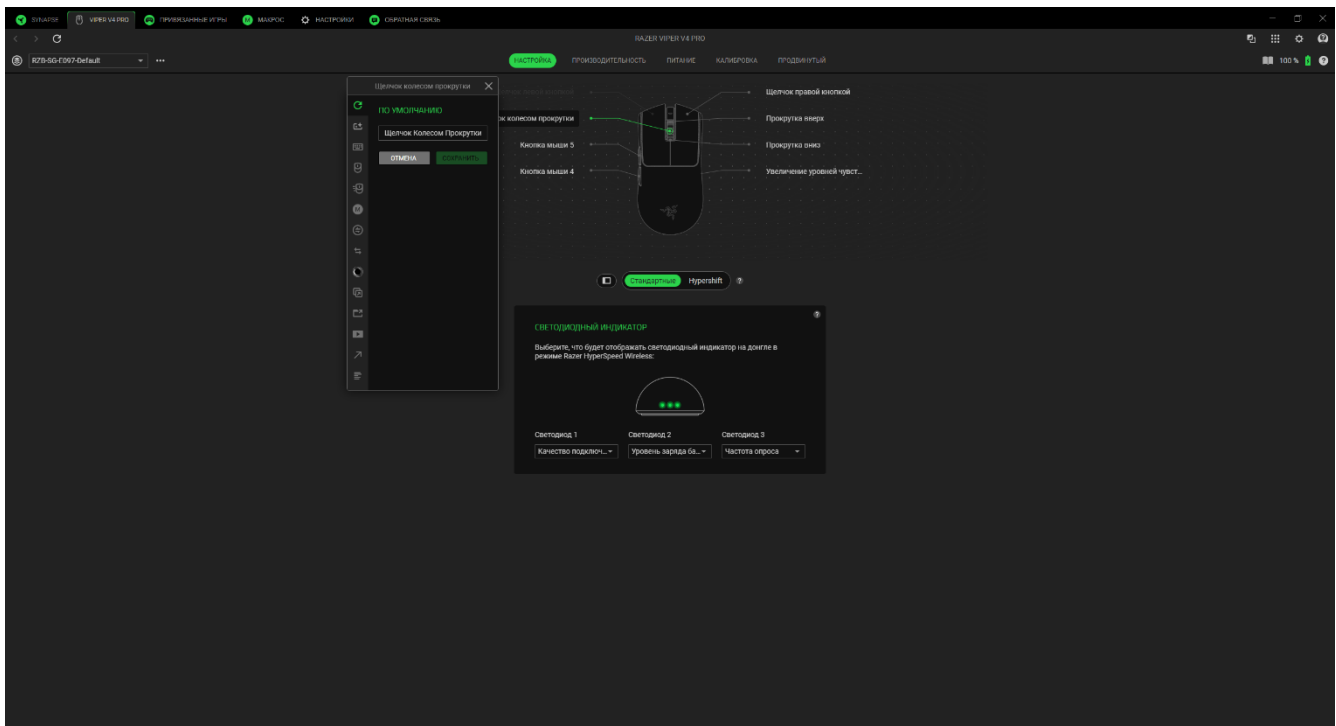 SYNAPSE
VIPER V4 PRO
ПРИВЯЗАННЫЕ ИГРЫ
МАКРОС
НАСТРОЙКИ
ОБРАТНАЯ СВЯЗЬ
RAZER VIPER V4 PRO
RZB-SG-F097-Default
НАСТРОЙКА
ПРОИЗВОДИТЕЛЬНОСТЬ
ПИТАНИЕ
КАЛИБРОВКА
ПРОДВИНУТЫЙ
100 %
Щелчок колесом прокрутки
ПО УМОЛЧАНИЮ
Щелчок Колесом Прокрутки
ОТМЕНА
СОХРАНИТЬ
Щелчок правой кнопкой
колесом прокрутки
Прокрутка вверх
Кнопка мыши 5
Прокрутка вниз
Кнопка мыши 4
Увеличение уровней чувст...
Стандартные
Hypershift
СВЕТОДИОДНЫЙ ИНДИКАТОР
Выберите, что будет отображать светодиодный индикатор на донгле в
режиме Razer HyperSpeed Wireless:
Светодиод 1
Светодиод 2
Светодиод 3
Качество подключ...
Уровень заряда ба...
Частота опроса